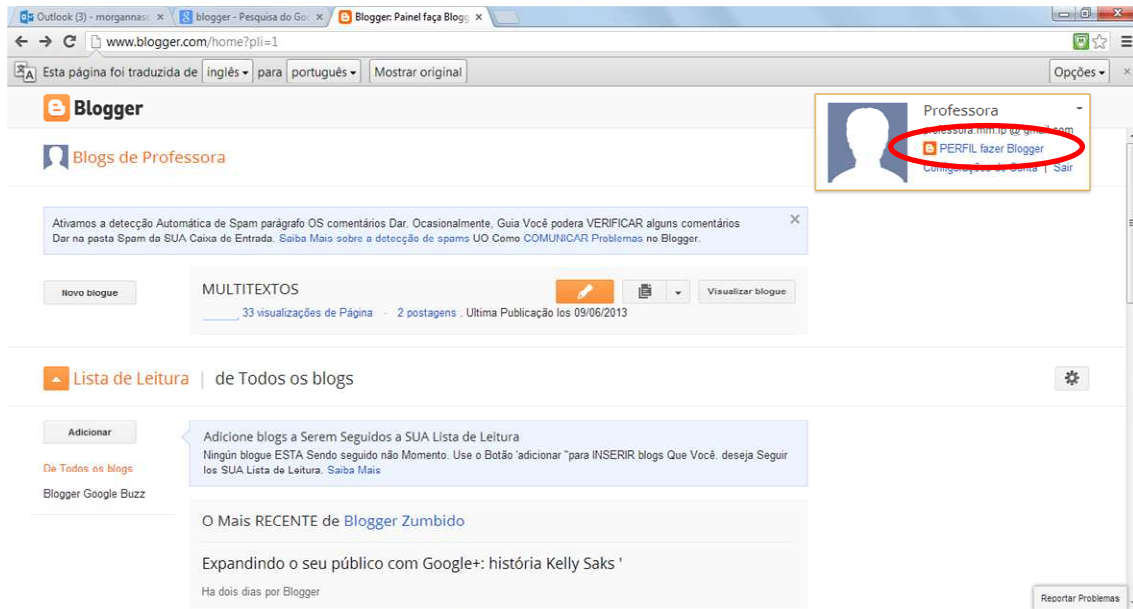 Outlook (3) - morgannasc
blogger - Pesquisa do Goo
Blogger: Painel faça Blogg
www.blogger.com/home?pli=1
Esta página foi traduzida de inglês para português Mostrar original Opções
Blogger
Professora
professora.mm.lp @ gmail.com
PERFIL fazer Blogger
Configurações de Conta | Sair
Blogs de Professora
Ativamos a detecção Automática de Spam parágrafo OS comentários Dar. Ocasionalmente, Guia Você podera VERIFICAR alguns comentários
Dar na pasta Spam da SUA Caixa de Entrada. Saiba Mais sobre a detecção de spams UO Como COMUNICAR Problemas no Blogger.
Novo blogue
MULTITEXTOS
Visualizar blogue
33 visualizações de Página - 2 postagens . Ultima Publicação los 09/06/2013
Lista de Leitura | de Todos os blogs
Adicionar
De Todos os blogs
Blogger Google Buzz
Adicione blogs a Serem Seguidos a SUA Lista de Leitura
Ningún blogue ESTA Sendo seguido não Momento. Use o Botão 'adicionar "para INSERIR blogs Que Você. deseja Seguir
los SUA Lista de Leitura. Saiba Mais
O Mais RECENTE de Blogger Zumbido
Expandindo o seu público com Google+: história Kelly Saks '
Ha dois dias por Blogger
Reportar Problemas